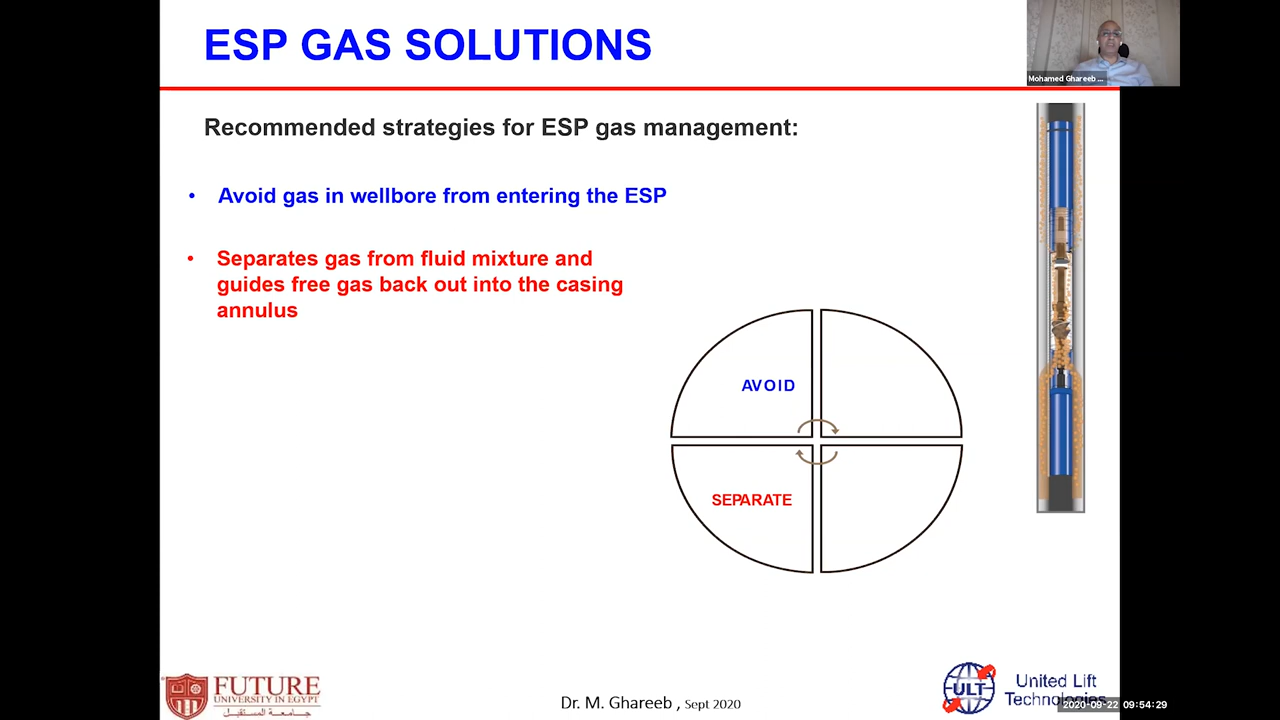 ESP GAS SOLUTIONS
Mohamed Ghareeb ...
Recommended strategies for ESP gas management:
• Avoid gas in wellbore from entering the ESP
• Separates gas from fluid mixture and
guides free gas back out into the casing
annulus
AVOID
SEPARATE
FUTURE
UNIVERSITY IN EGYPT
جامعة المستقبل
Dr. M. Ghareeb , Sept 2020
ULT
United Lift
Technologies
2020-09-22 09:54:29